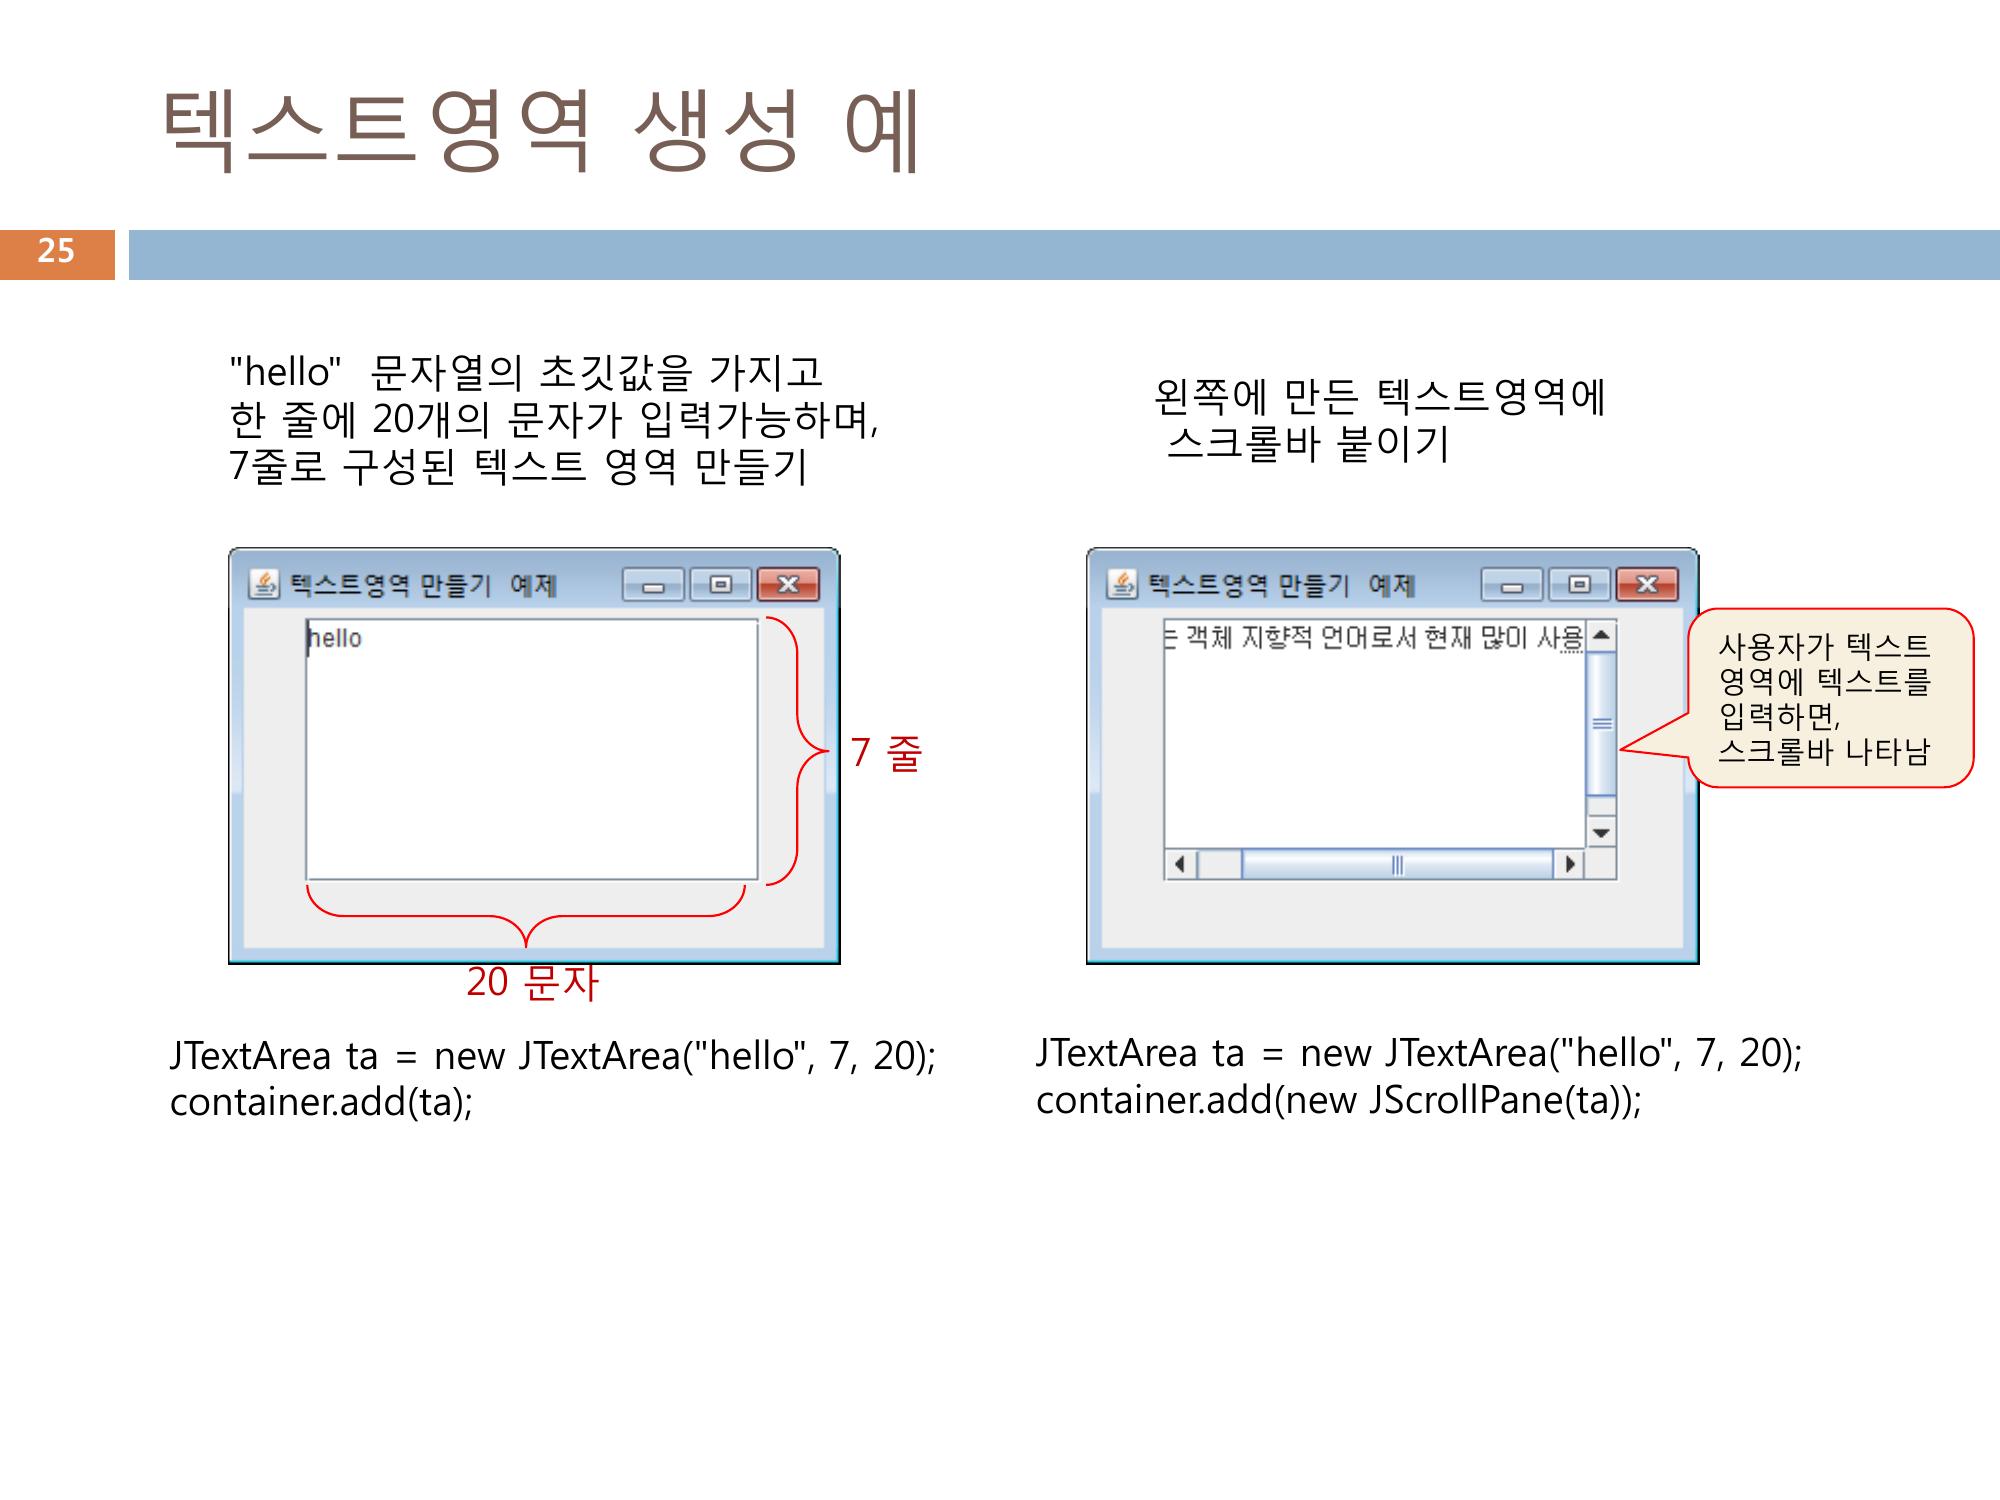 텍스트영역 생성 예
25
"hello" 문자열의 초깃값을 가지고
한 줄에 20개의 문자가 입력가능하며,
7줄로 구성된 텍스트 영역 만들기
텍스트영역 만들기 예제
hello
7 줄
20 문자
JTextArea ta = new JTextArea("hello", 7, 20);
container.add(ta);
왼쪽에 만든 텍스트영역에
스크롤바 붙이기
텍스트영역 만들기 예제
는 객체 지향적 언어로서 현재 많이 사용
사용자가 텍스트
영역에 텍스트를
입력하면,
스크롤바 나타남
JTextArea ta = new JTextArea("hello", 7, 20);
container.add(new JScrollPane(ta));